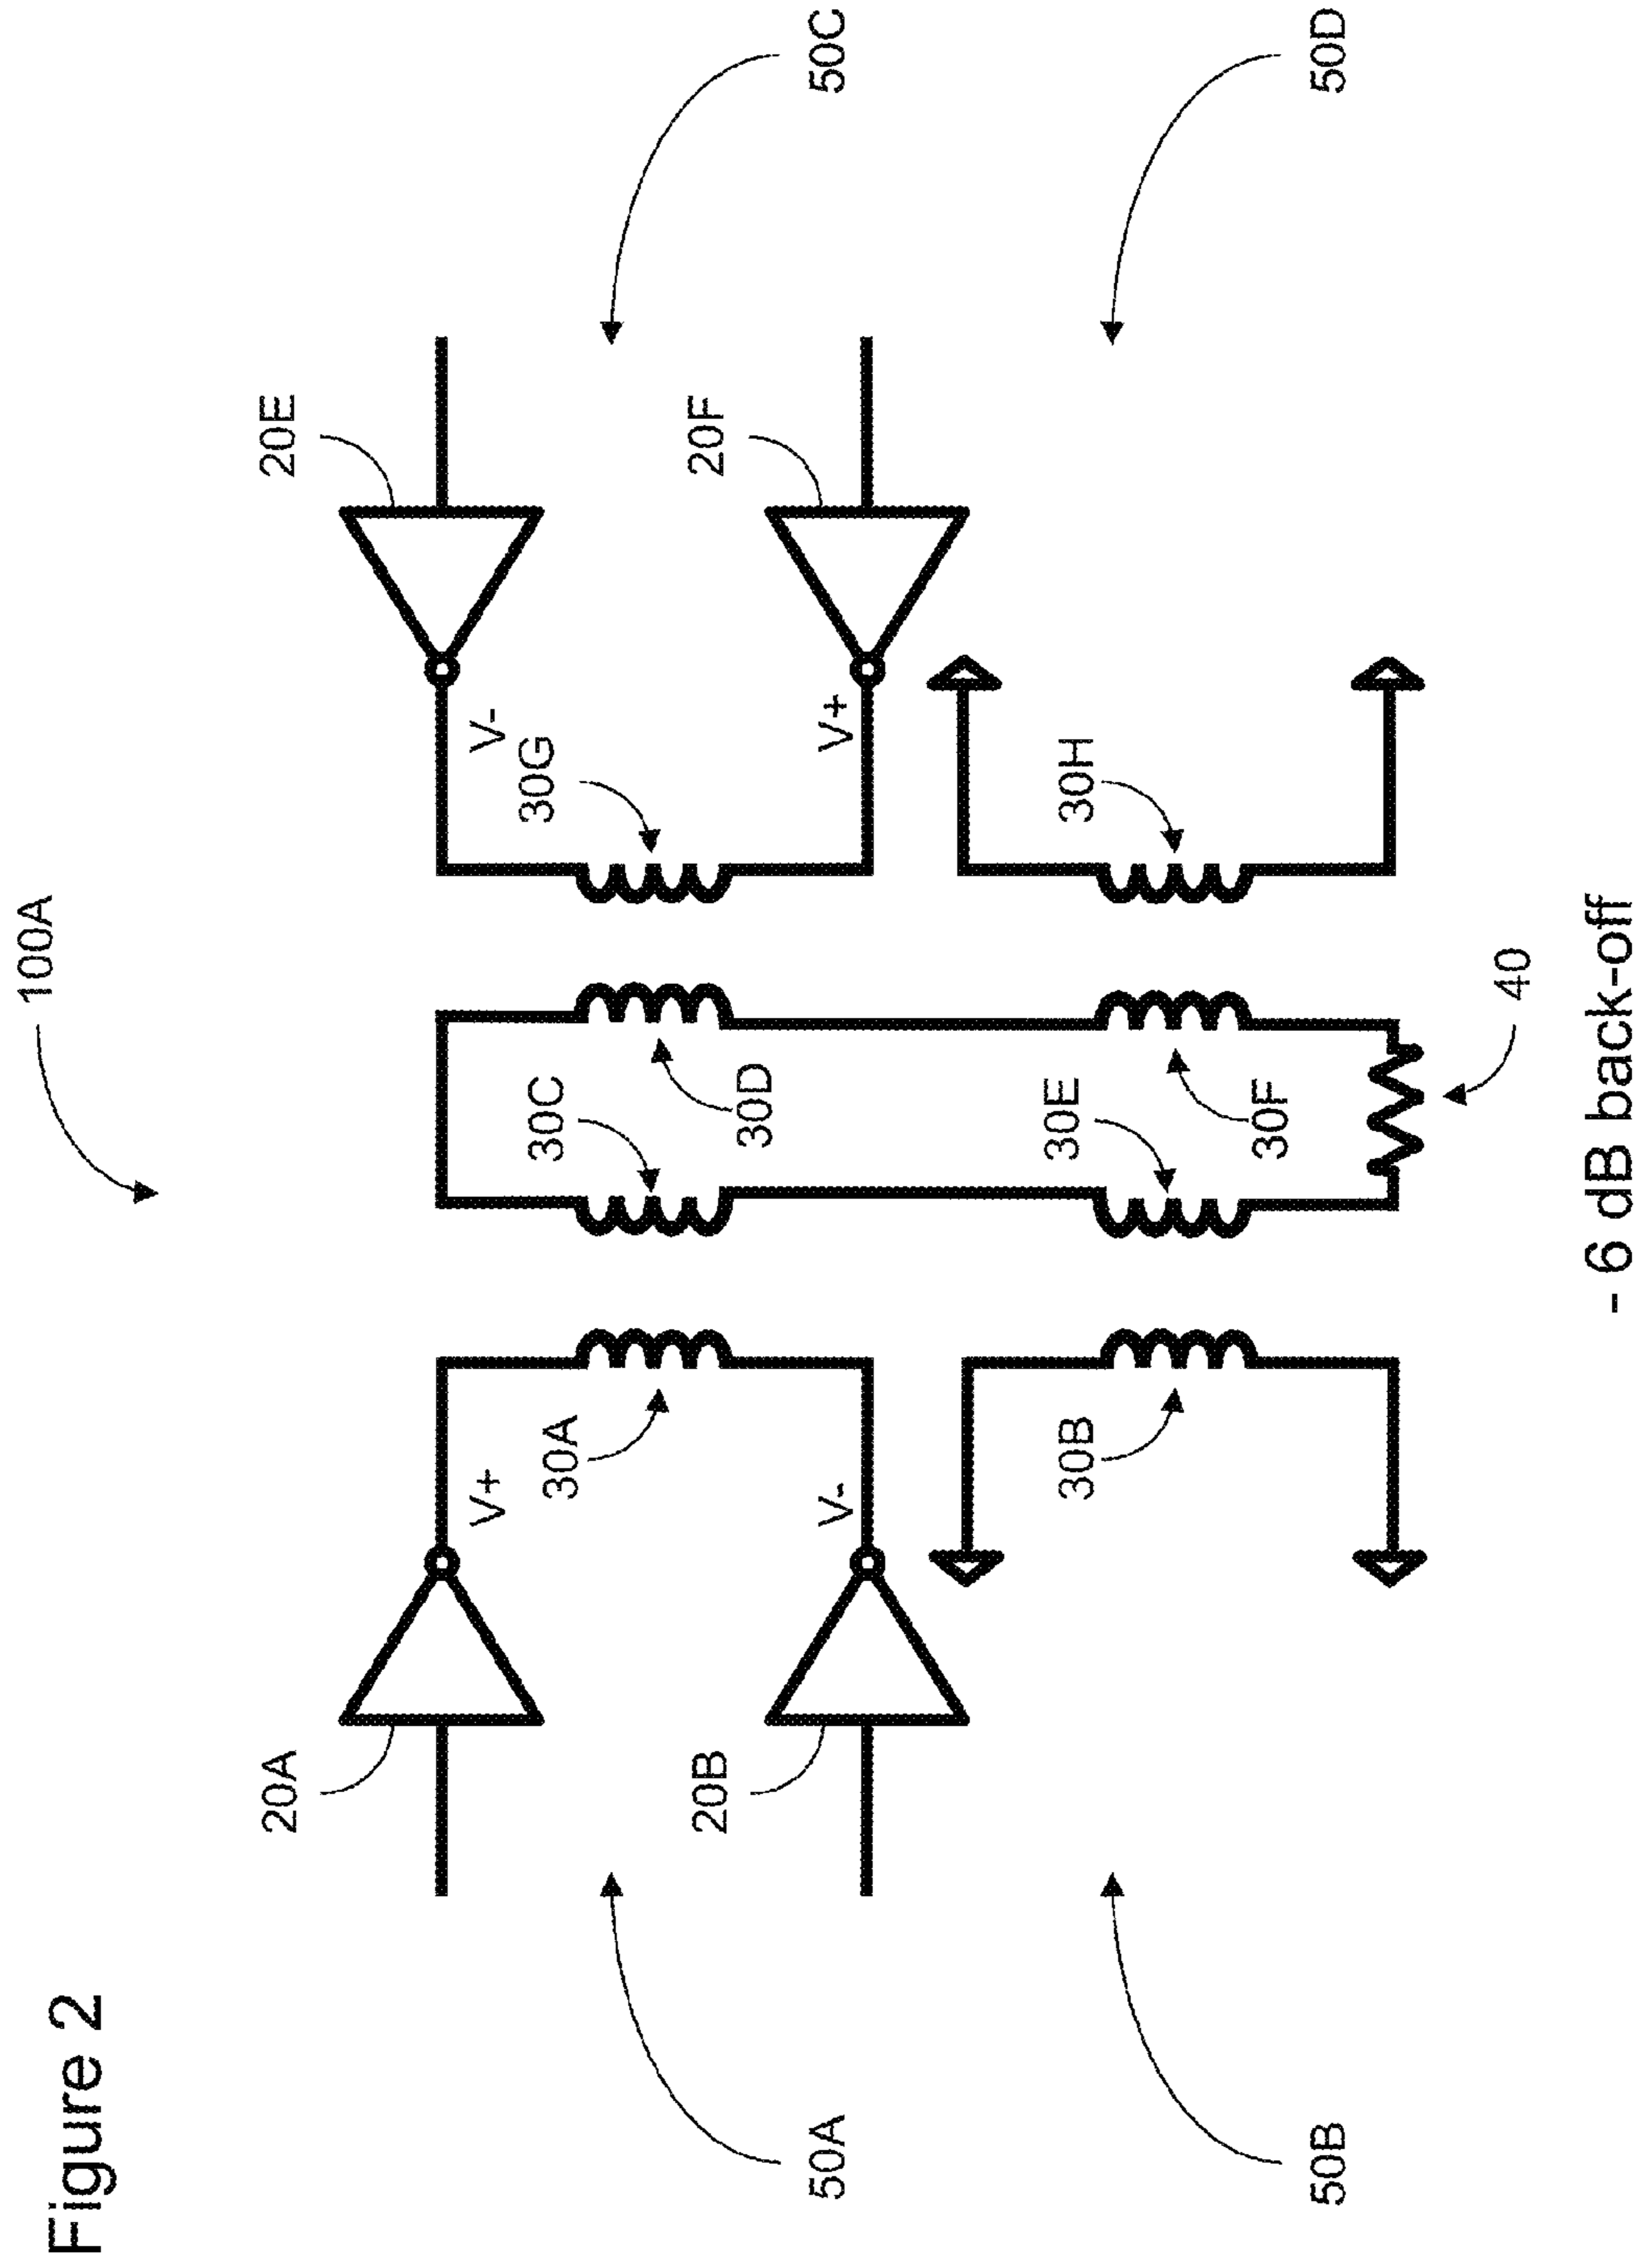 Figure 2
100A
20A
20E
V+
V-
30A
30C
30D
30G
20B
20F
V-
V+
50A
50C
30B
30E
30F
30H
50B
50D
40
- 6 dB back-off